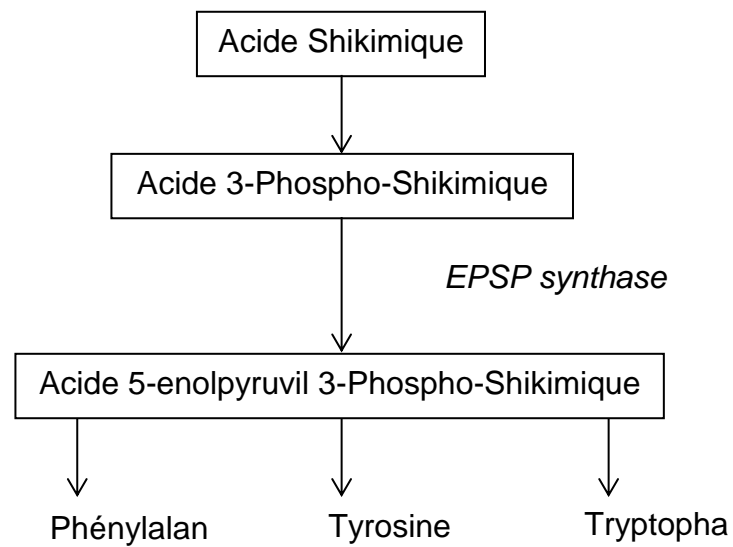 Acide Shikimique
Acide 3-Phospho-Shikimique
EPSP synthase
Acide 5-enolpyruvil 3-Phospho-Shikimique
Phénylalan
Tyrosine
Tryptopha